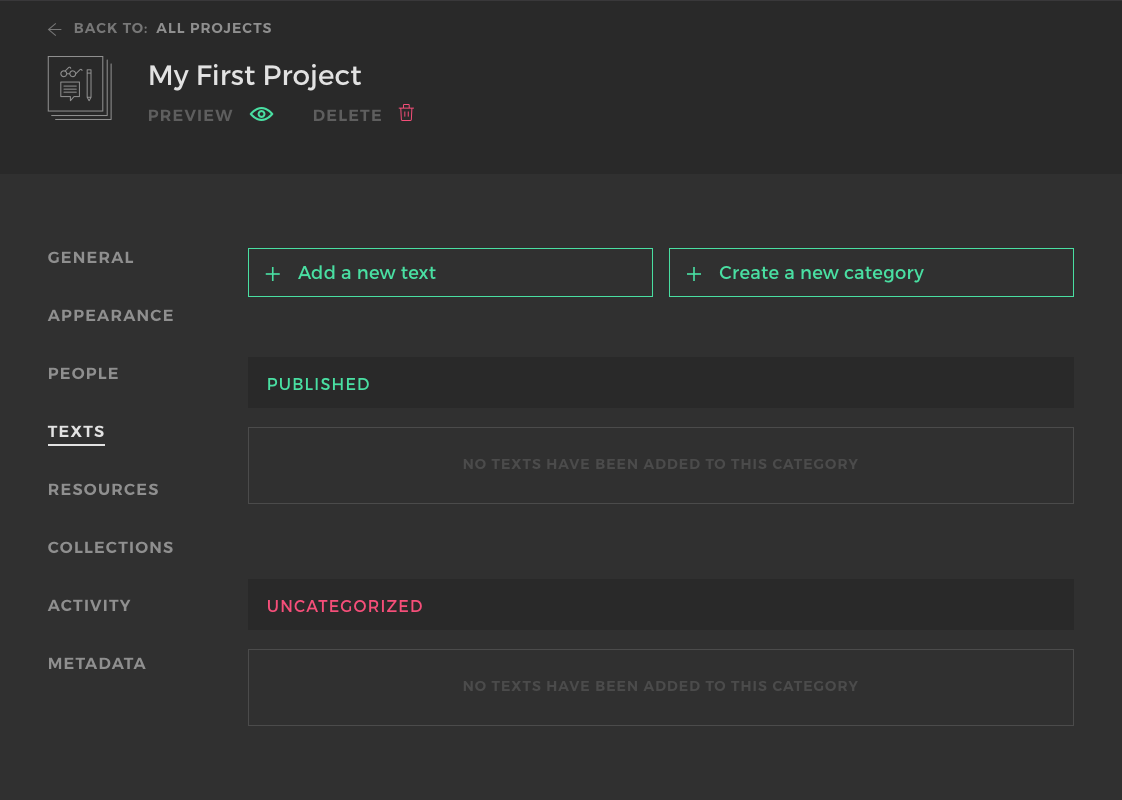 BACK TO: ALL PROJECTS
My First Project
PREVIEW DELETE
GENERAL
APPEARANCE
PEOPLE
TEXTS
RESOURCES
COLLECTIONS
ACTIVITY
METADATA
Add a new text
Create a new category
PUBLISHED
NO TEXTS HAVE BEEN ADDED TO THIS CATEGORY
UNCATEGORIZED
NO TEXTS HAVE BEEN ADDED TO THIS CATEGORY